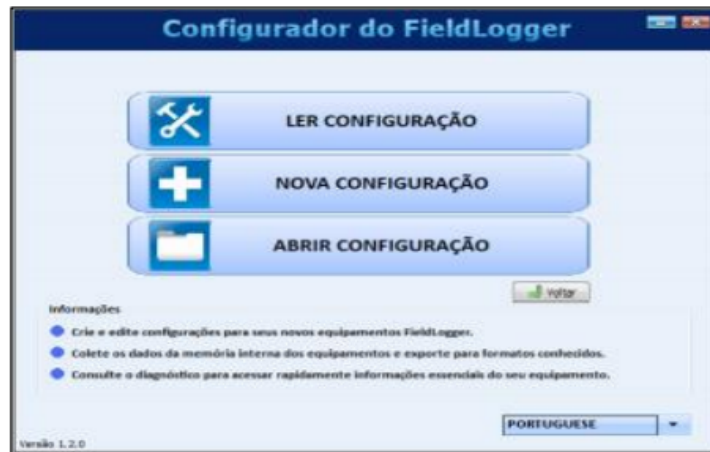 Configurador do FieldLogger
LER CONFIGURAÇÃO
NOVA CONFIGURAÇÃO
ABRIR CONFIGURAÇÃO
Voltar
Informações
Crie e edite configurações para seus novos equipamentos FieldLogger.
Colete os dados da memória interna dos equipamentos e exporte para formatos conhecidos.
Consulte o diagnóstico para acessar rapidamente informações essenciais do seu equipamento.
PORTUGUESE
Versão 1.2.0